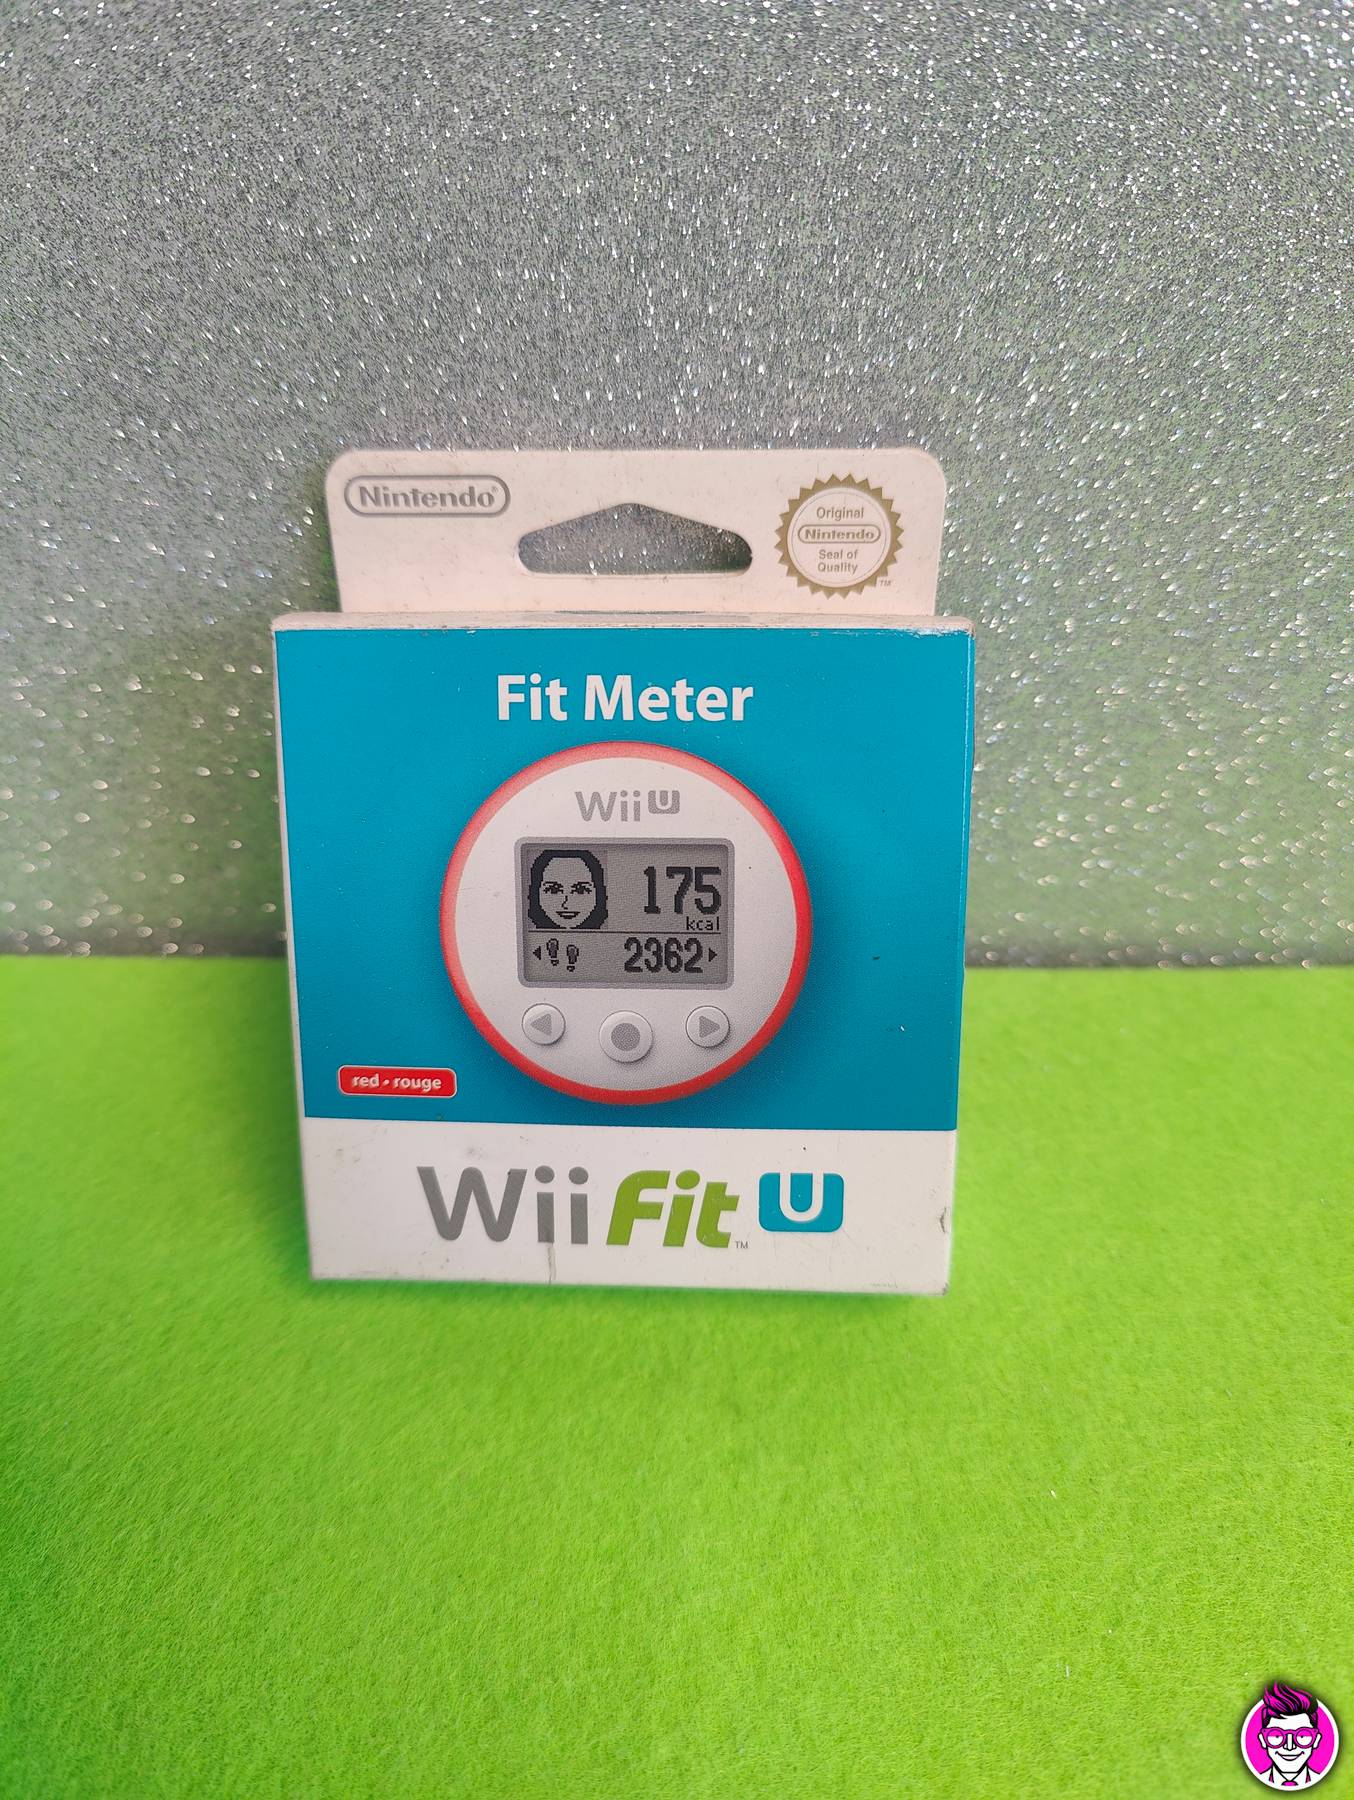 Nintendo®
Original
Nintendo
Seal of
Quality
TM
Fit Meter
Wii U
175
kcal
2362
red • rouge
Wii Fit U
TM